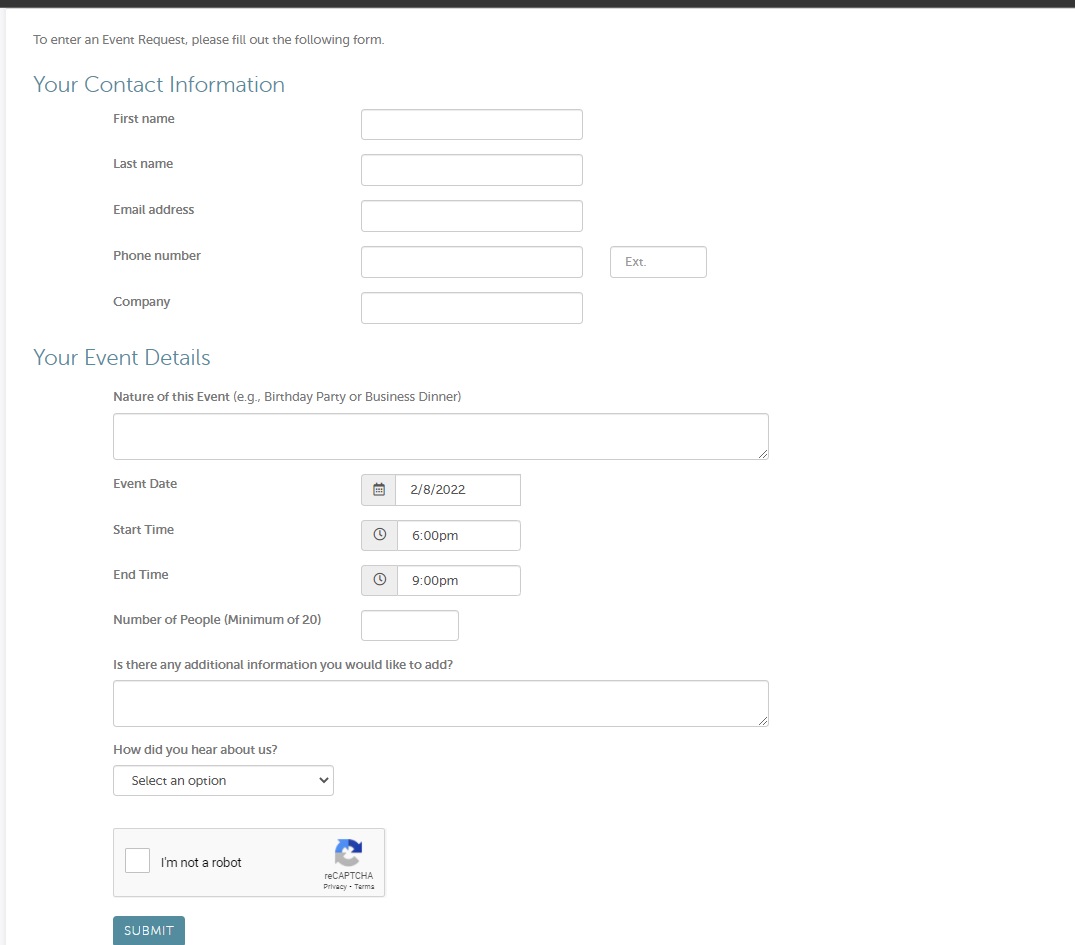 To enter an Event Request, please fill out the following form.
Your Contact Information
First name
Last name
Email address
Phone number
Ext.
Company
Your Event Details
Nature of this Event (e.g., Birthday Party or Business Dinner)
Event Date
2/8/2022
Start Time
6:00pm
End Time
9:00pm
Number of People (Minimum of 20)
Is there any additional information you would like to add?
How did you hear about us?
Select an option
I'm not a robot
reCAPTCHA
Privacy - Terms
SUBMIT